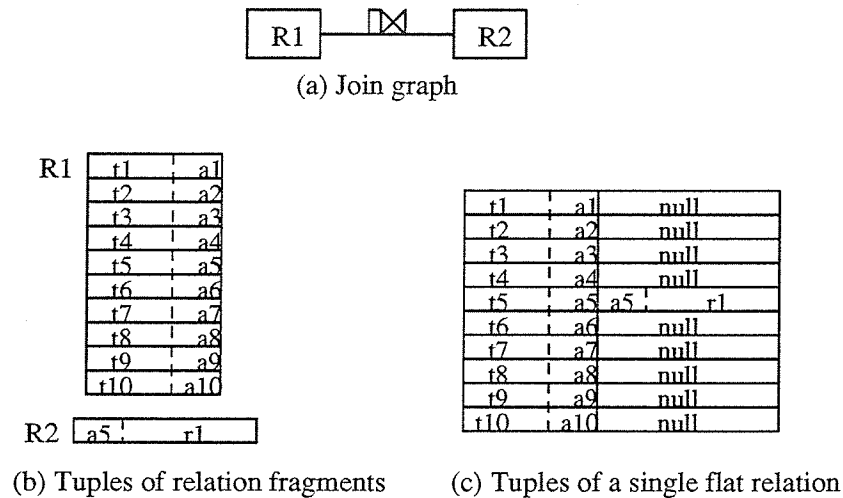 R1 R2
(a) Join graph
R1
t1 a1
t2 a2
t3 a3
t4 a4
t5 a5
t6 a6
t7 a7
t8 a8
t9 a9
t10 a10
R2 a5 r1
(b) Tuples of relation fragments
t1 a1 null
t2 a2 null
t3 a3 null
t4 a4 null
t5 a5 a5 r1
t6 a6 null
t7 a7 null
t8 a8 null
t9 a9 null
t10 a10 null
(c) Tuples of a single flat relation